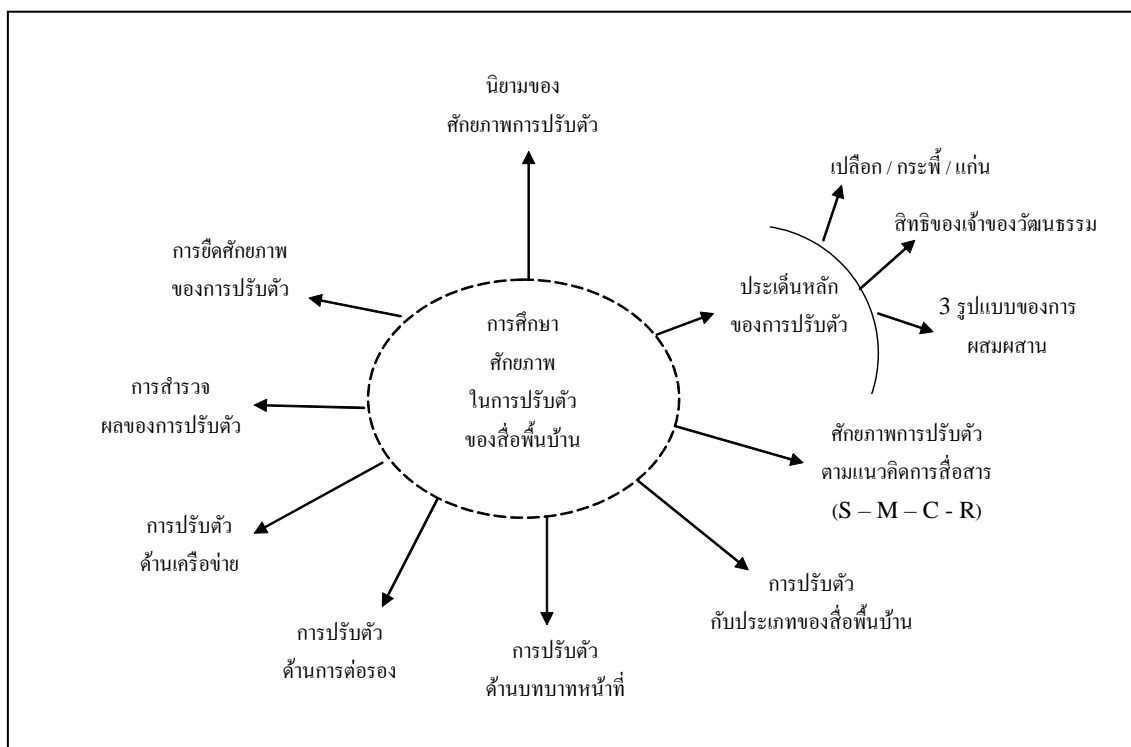 นิยามของ
ศักยภาพการปรับตัว
เปลือก / กระพี้ / แก่น
สิทธิของเจ้าของวัฒนธรรม
3 รูปแบบของการ
ผสมผสาน
ประเด็นหลัก
ของการปรับตัว
การยืดศักยภาพ
ของการปรับตัว
การศึกษา
ศักยภาพ
ในการปรับตัว
ของสื่อพื้นบ้าน
การสำรวจ
ผลของการปรับตัว
ศักยภาพการปรับตัว
ตามแนวคิดการสื่อสาร
(S – M – C - R)
การปรับตัว
ด้านเครือข่าย
การปรับตัว
กับประเภทของสื่อพื้นบ้าน
การปรับตัว
ด้านการต่อรอง
การปรับตัว
ด้านบทบาทหน้าที่